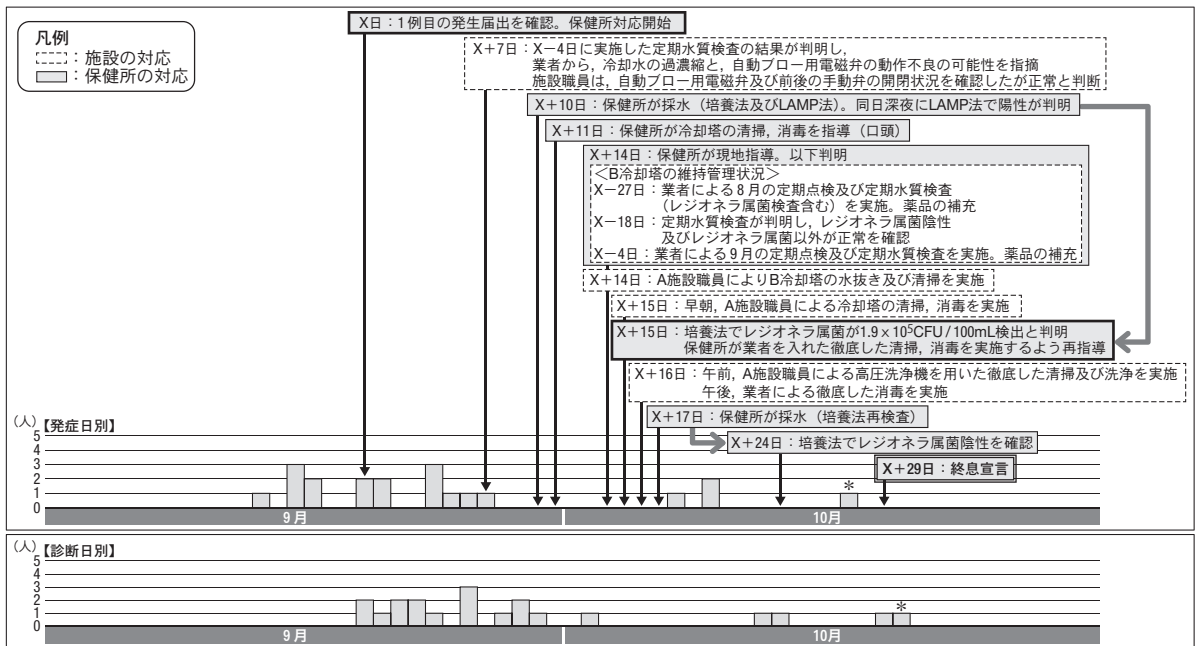 凡例
：施設の対応
：保健所の対応
X日：1例目の発生届出を確認。保健所対応開始
X＋7日：X－4日に実施した定期水質検査の結果が判明し，
業者から，冷却水の過濃縮と，自動ブロー用電磁弁の動作不良の可能性を指摘
施設職員は，自動ブロー用電磁弁及び前後の手動弁の開閉状況を確認したが正常と判断
X＋10日：保健所が採水（培養法及びLAMP法）。同日深夜にLAMP法で陽性が判明
X＋11日：保健所が冷却塔の清掃，消毒を指導（口頭）
X＋14日：保健所が現地指導。以下判明
＜B冷却塔の維持管理状況＞
X－27日：業者による8月の定期点検及び定期水質検査
（レジオネラ属菌検査含む）を実施。薬品の補充
X－18日：定期水質検査が判明し，レジオネラ属菌陰性
及びレジオネラ属菌以外が正常を確認
X－4日：業者による9月の定期点検及び定期水質検査を実施。薬品の補充
X＋14日：A施設職員によりB冷却塔の水抜き及び清掃を実施
X＋15日：早朝，A施設職員による冷却塔の清掃，消毒を実施
X＋15日：培養法でレジオネラ属菌が1.9×10⁵CFU/100mL検出と判明
保健所が業者を入れた徹底した清掃，消毒を実施するよう再指導
X＋16日：午前，A施設職員による高圧洗浄機を用いた徹底した清掃及び洗浄を実施
午後，業者による徹底した消毒を実施
X＋17日：保健所が採水（培養法再検査）
X＋24日：培養法でレジオネラ属菌陰性を確認
X＋29日：終息宣言
（人）【発症日別】
5
4
3
2
1
0
＊
9月
10月
（人）【診断日別】
5
4
3
2
1
0
＊
9月
10月